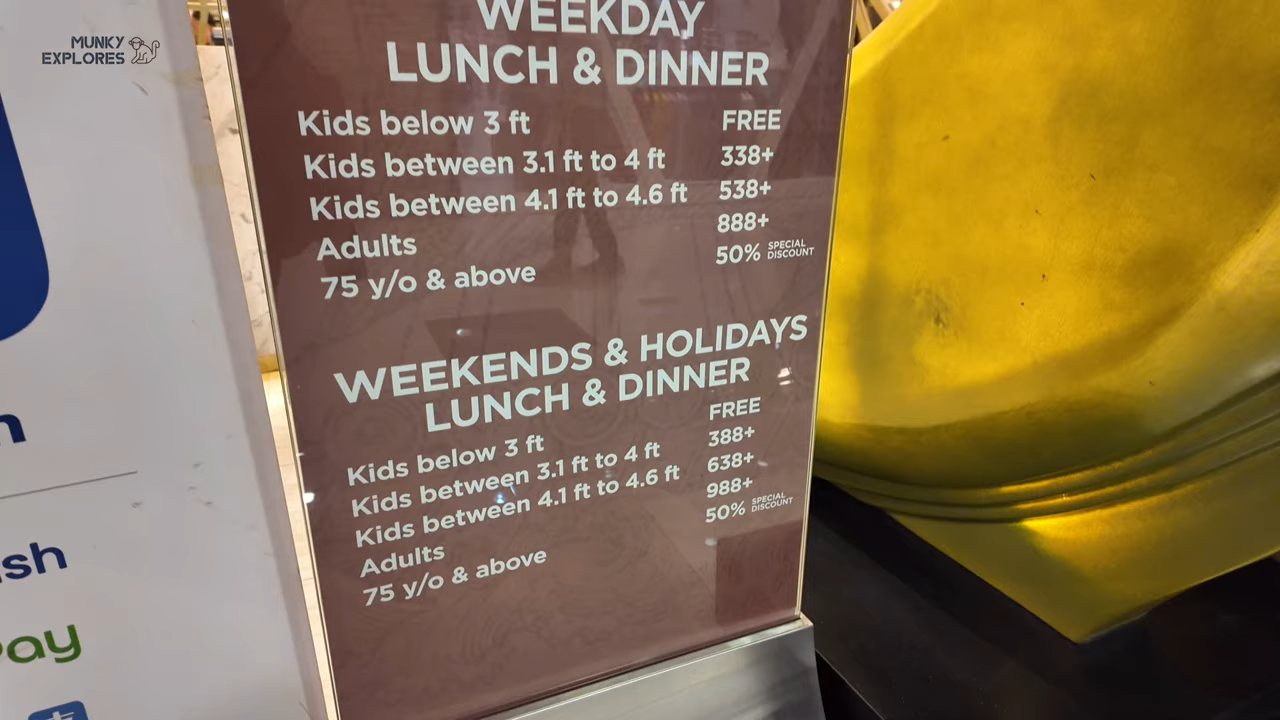 MUNKY
EXPLORES
WEEKDAY
LUNCH & DINNER
Kids below 3 ft FREE
Kids between 3.1 ft to 4 ft 338+
Kids between 4.1 ft to 4.6 ft 538+
Adults 888+
75 y/o & above 50% SPECIAL DISCOUNT
WEEKENDS & HOLIDAYS
LUNCH & DINNER
Kids below 3 ft FREE
Kids between 3.1 ft to 4 ft 388+
Kids between 4.1 ft to 4.6 ft 638+
Adults 988+
75 y/o & above 50% SPECIAL DISCOUNT